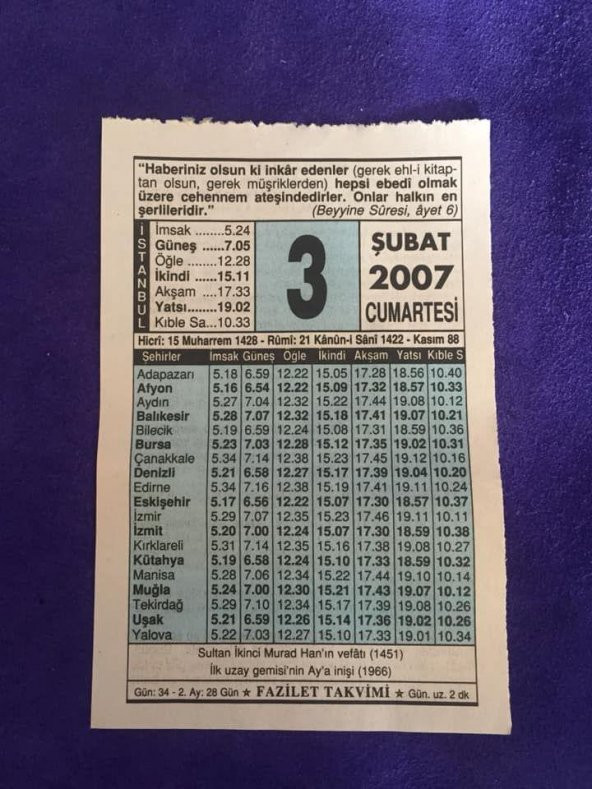 “Haberiniz olsun ki inkâr edenler (gerek ehl-i kitap-
tan olsun, gerek müşriklerden) hepsi ebedî olmak
üzere cehennem ateşindedirler. Onlar halkın en
şerlileridir.” (Beyyine Sûresi, âyet 6)
İSTANBUL
İmsak ........5.24
Güneş .......7.05
Öğle ........12.28
İkindi ......15.11
Akşam ....17.33
Yatsı.......19.02
Kıble Sa...10.33
3
ŞUBAT
2007
CUMARTESİ
Hicrî: 15 Muharrem 1428 - Rûmî: 21 Kânûn-i Sânî 1422 - Kasım 88
Şehirler İmsak Güneş Öğle İkindi Akşam Yatsı Kıble S
Adapazarı 5.18 6.59 12.22 15.05 17.28 18.56 10.40
Afyon 5.16 6.54 12.22 15.09 17.32 18.57 10.33
Aydın 5.27 7.04 12.32 15.22 17.44 19.08 10.12
Balıkesir 5.28 7.07 12.32 15.18 17.41 19.07 10.21
Bilecik 5.19 6.59 12.24 15.08 17.31 18.59 10.36
Bursa 5.23 7.03 12.28 15.12 17.35 19.02 10.31
Çanakkale 5.34 7.14 12.38 15.23 17.45 19.12 10.16
Denizli 5.21 6.58 12.27 15.17 17.39 19.04 10.20
Edirne 5.34 7.16 12.38 15.19 17.41 19.11 10.24
Eskişehir 5.17 6.56 12.22 15.07 17.30 18.57 10.37
İzmir 5.29 7.07 12.35 15.23 17.46 19.11 10.11
İzmit 5.20 7.00 12.24 15.07 17.30 18.59 10.38
Kırklareli 5.31 7.14 12.35 15.16 17.38 19.08 10.27
Kütahya 5.19 6.58 12.24 15.10 17.33 18.59 10.32
Manisa 5.28 7.06 12.34 15.22 17.44 19.10 10.14
Muğla 5.24 7.00 12.30 15.21 17.43 19.07 10.12
Tekirdağ 5.29 7.10 12.34 15.17 17.39 19.08 10.26
Uşak 5.21 6.59 12.26 15.14 17.36 19.02 10.26
Yalova 5.22 7.03 12.27 15.10 17.33 19.01 10.34
Sultan İkinci Murad Han'ın vefâtı (1451)
İlk uzay gemisi'nin Ay'a inişi (1966)
Gün: 34 - 2. Ay: 28 Gün ★ FAZİLET TAKVİMİ ★ Gün. uz. 2 dk